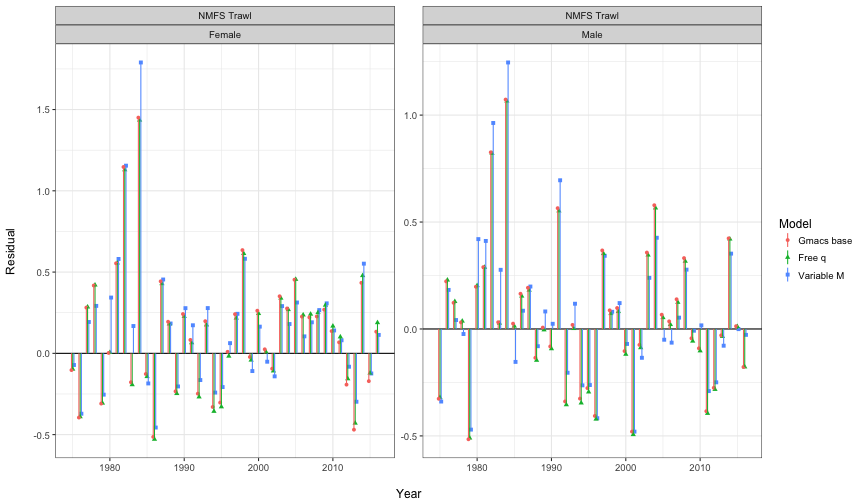 NMFS Trawl
NMFS Trawl
Female
Male
1.5
1.0
0.5
0.0
-0.5
1.0
0.5
0.0
-0.5
1980
1990
2000
2010
1980
1990
2000
2010
Residual
Year
Model
Gmacs base
Free q
Variable M